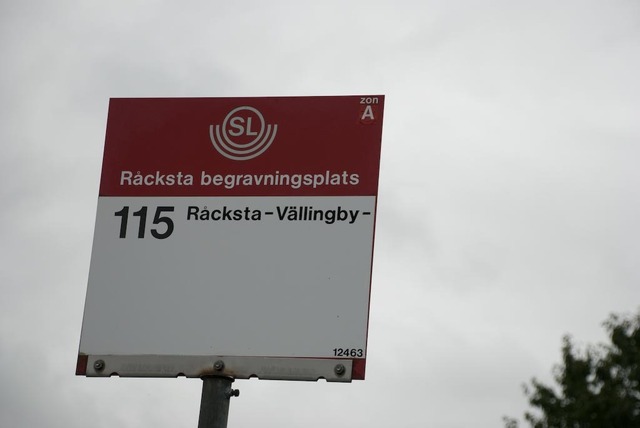 zon
A
SL
Råcksta begravningsplats
115 Råcksta-Vällingby-
12463